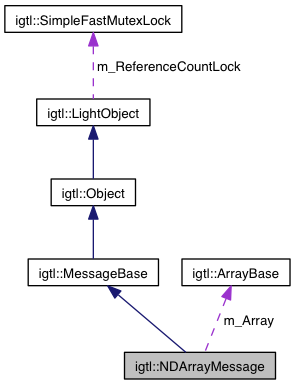 igtl::SimpleFastMutexLock
m_ReferenceCountLock
igtl::LightObject
igtl::Object
igtl::MessageBase
igtl::ArrayBase
m_Array
igtl::NDArrayMessage